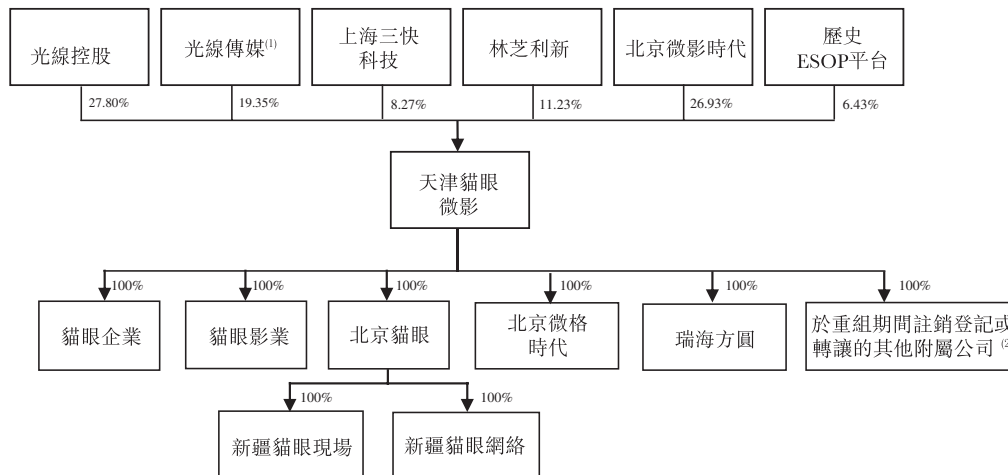 光線控股
光線傳媒(1)
上海三快
科技
林芝利新
北京微影時代
歷史
ESOP平台
27.80%
19.35%
8.27%
11.23%
26.93%
6.43%
天津貓眼
微影
100%
100%
100%
100%
100%
100%
貓眼企業
貓眼影業
北京貓眼
北京微格
時代
瑞海方圓
於重組期間註銷登記或
轉讓的其他附屬公司(2
100%
100%
新疆貓眼現場
新疆貓眼網絡